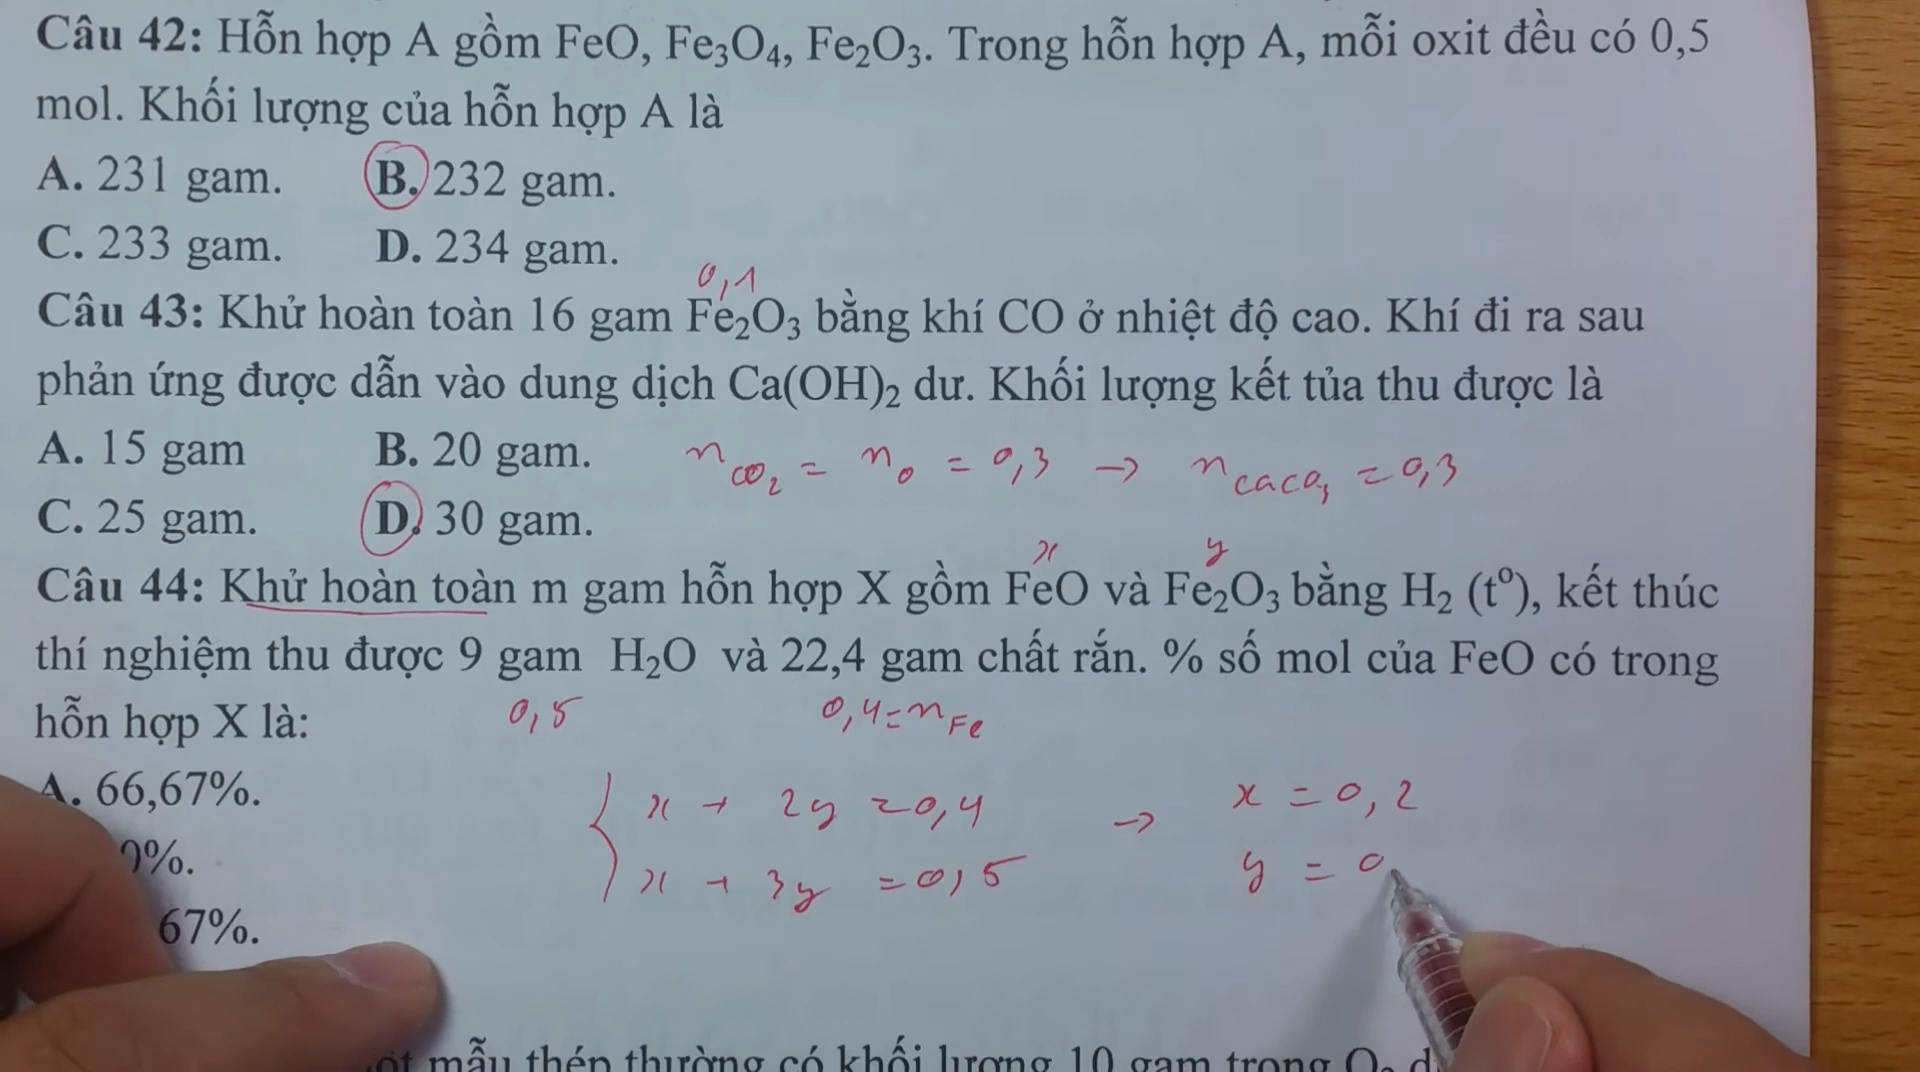 Câu 42: Hỗn hợp A gồm FeO, Fe₃O₄, Fe₂O₃. Trong hỗn hợp A, mỗi oxit đều có 0,5
mol. Khối lượng của hỗn hợp A là
A. 231 gam. B. 232 gam.
C. 233 gam. D. 234 gam.
0,1
Câu 43: Khử hoàn toàn 16 gam Fe₂O₃ bằng khí CO ở nhiệt độ cao. Khí đi ra sau
phản ứng được dẫn vào dung dịch Ca(OH)₂ dư. Khối lượng kết tủa thu được là
A. 15 gam B. 20 gam. n_CO₂ = n_O = 0,3 → n_CaCO₃ = 0,3
C. 25 gam. D. 30 gam.
x y
Câu 44: Khử hoàn toàn m gam hỗn hợp X gồm FeO và Fe₂O₃ bằng H₂ (tº), kết thúc
thí nghiệm thu được 9 gam H₂O và 22,4 gam chất rắn. % số mol của FeO có trong
hỗn hợp X là: 0,5 0,4 = n_Fe
A. 66,67%. { x + 2y = 0,4 → x = 0,2
0%. x + 3y = 0,5 y = 0
67%.
mẫu thép thường có khối lượng 10 gam trong O₂ d